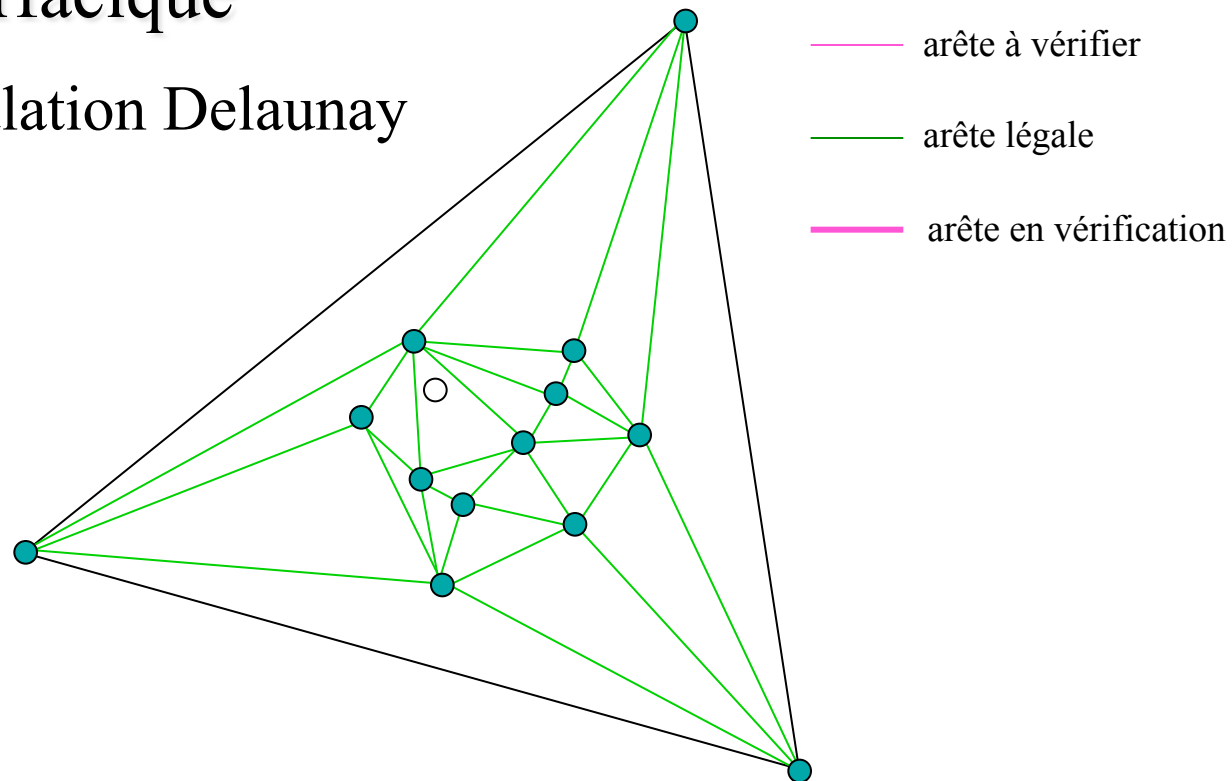 lation Delaunay
arête à vérifier
arête légale
arête en vérification